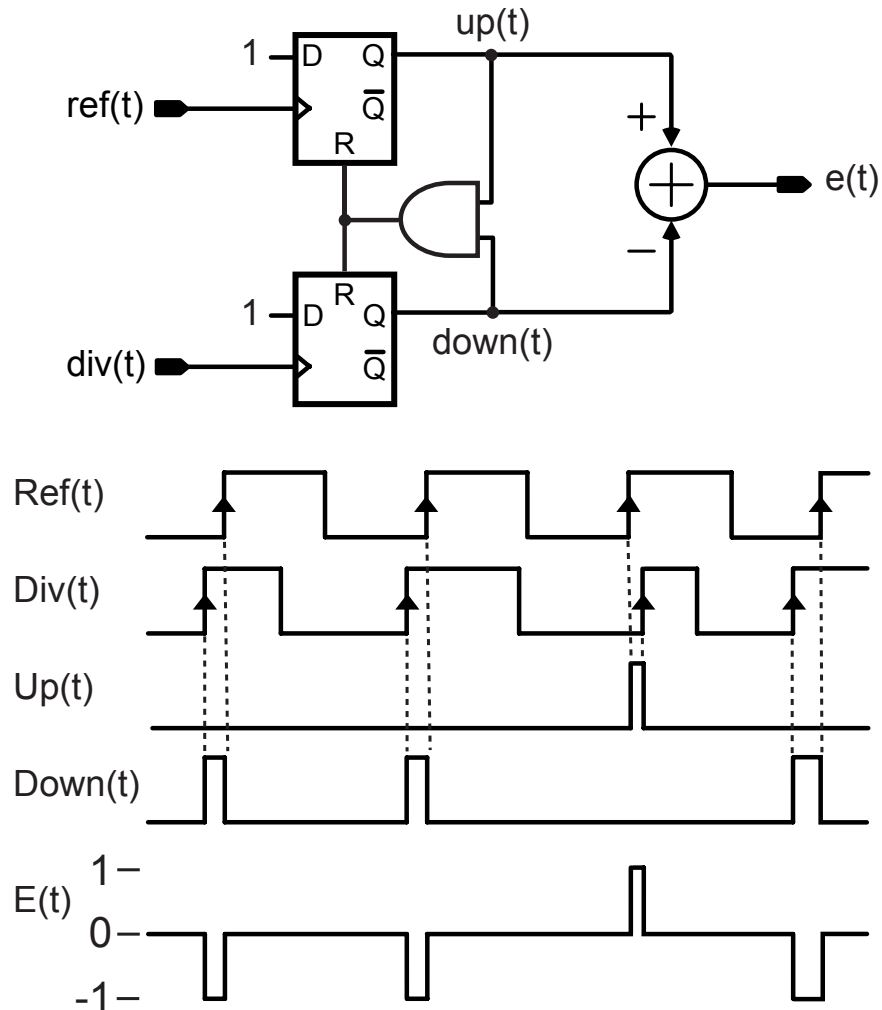 up(t)
1 D Q
ref(t) Q
R
+
e(t)
−
R
1 D Q
down(t)
div(t) Q
Ref(t)
Div(t)
Up(t)
Down(t)
1
E(t)
0
-1